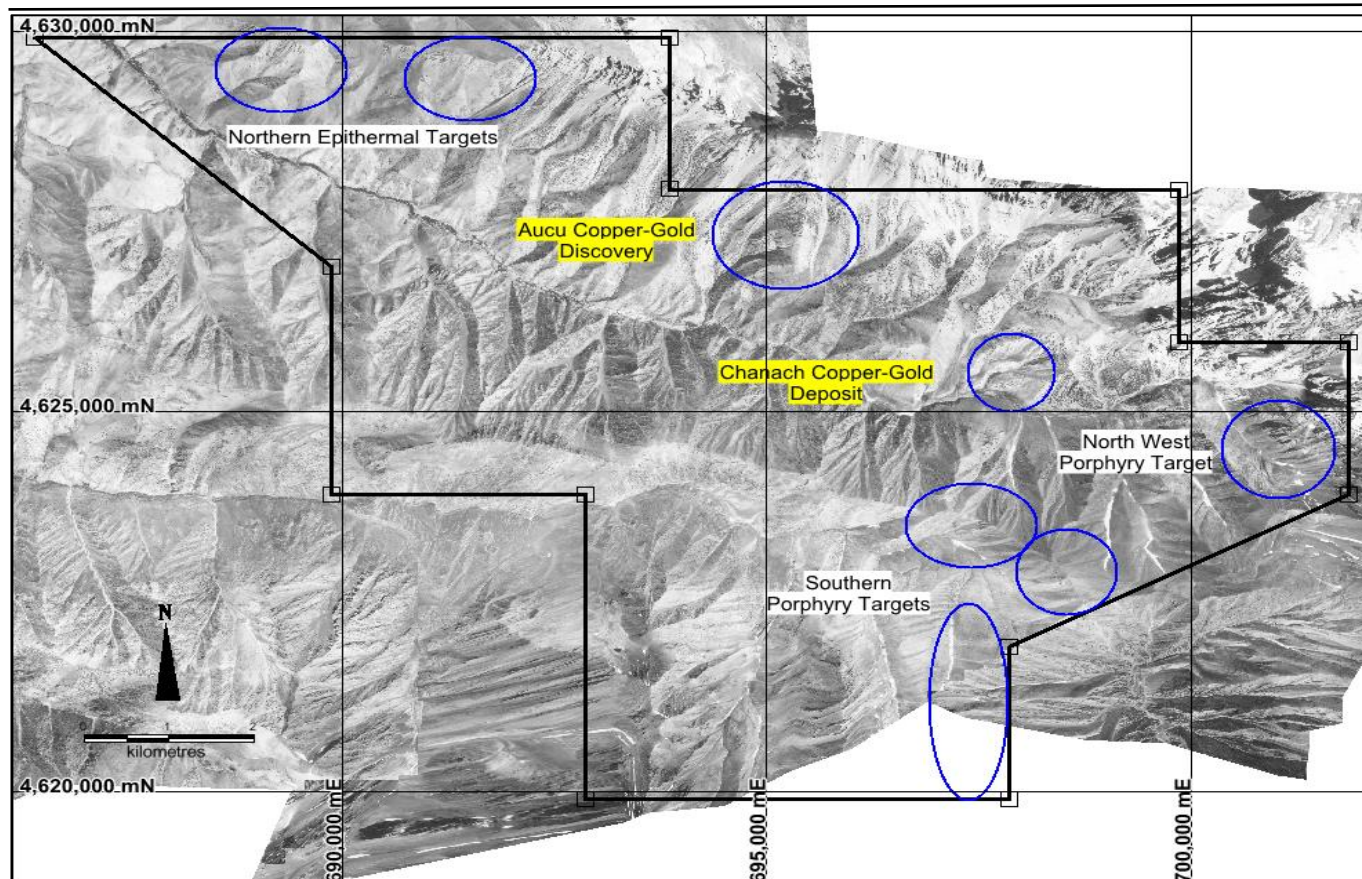 4,630,000 mN
Northern Epithermal Targets
Aucu Copper-Gold
Discovery
Chanach Copper-Gold
Deposit
4,625,000 mN
North West
Porphyry Target
Southern
Porphyry Targets
N
0 1 2
kilometres
4,620,000 mN
690,000 mE
695,000 mE
700,000 mE